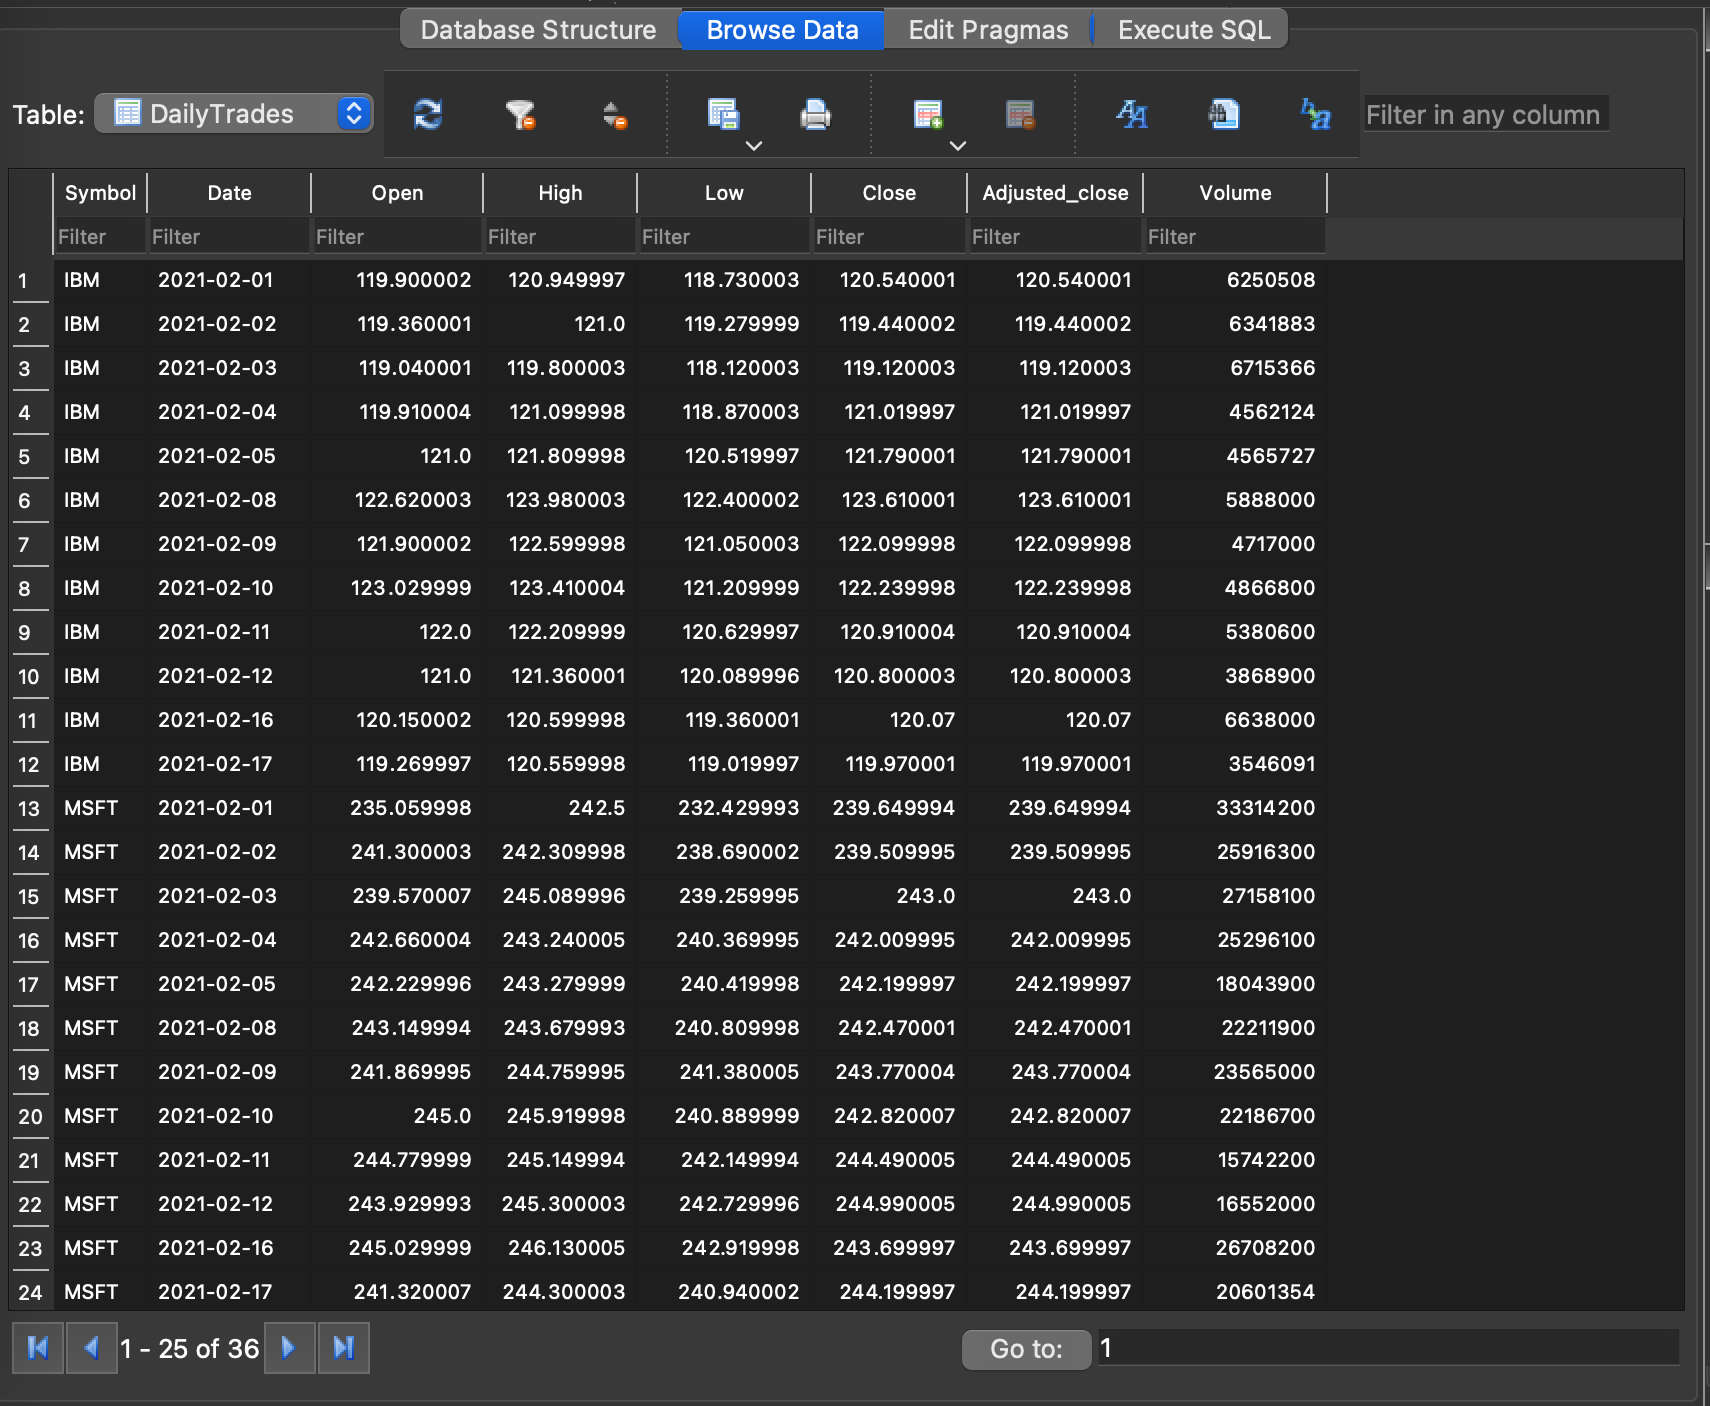 Database Structure Browse Data Edit Pragmas Execute SQL
Table: DailyTrades Filter in any column
Symbol Date Open High Low Close Adjusted_close Volume
Filter Filter Filter Filter Filter Filter Filter Filter
1 IBM 2021-02-01 119.900002 120.949997 118.730003 120.540001 120.540001 6250508
2 IBM 2021-02-02 119.360001 121.0 119.279999 119.440002 119.440002 6341883
3 IBM 2021-02-03 119.040001 119.800003 118.120003 119.120003 119.120003 6715366
4 IBM 2021-02-04 119.910004 121.099998 118.870003 121.019997 121.019997 4562124
5 IBM 2021-02-05 121.0 121.809998 120.519997 121.790001 121.790001 4565727
6 IBM 2021-02-08 122.620003 123.980003 122.400002 123.610001 123.610001 5888000
7 IBM 2021-02-09 121.900002 122.599998 121.050003 122.099998 122.099998 4717000
8 IBM 2021-02-10 123.029999 123.410004 121.209999 122.239998 122.239998 4866800
9 IBM 2021-02-11 122.0 122.209999 120.629997 120.910004 120.910004 5380600
10 IBM 2021-02-12 121.0 121.360001 120.089996 120.800003 120.800003 3868900
11 IBM 2021-02-16 120.150002 120.599998 119.360001 120.07 120.07 6638000
12 IBM 2021-02-17 119.269997 120.559998 119.019997 119.970001 119.970001 3546091
13 MSFT 2021-02-01 235.059998 242.5 232.429993 239.649994 239.649994 33314200
14 MSFT 2021-02-02 241.300003 242.309998 238.690002 239.509995 239.509995 25916300
15 MSFT 2021-02-03 239.570007 245.089996 239.259995 243.0 243.0 27158100
16 MSFT 2021-02-04 242.660004 243.240005 240.369995 242.009995 242.009995 25296100
17 MSFT 2021-02-05 242.229996 243.279999 240.419998 242.199997 242.199997 18043900
18 MSFT 2021-02-08 243.149994 243.679993 240.809998 242.470001 242.470001 22211900
19 MSFT 2021-02-09 241.869995 244.759995 241.380005 243.770004 243.770004 23565000
20 MSFT 2021-02-10 245.0 245.919998 240.889999 242.820007 242.820007 22186700
21 MSFT 2021-02-11 244.779999 245.149994 242.149994 244.490005 244.490005 15742200
22 MSFT 2021-02-12 243.929993 245.300003 242.729996 244.990005 244.990005 16552000
23 MSFT 2021-02-16 245.029999 246.130005 242.919998 243.699997 243.699997 26708200
24 MSFT 2021-02-17 241.320007 244.300003 240.940002 244.199997 244.199997 20601354
1 - 25 of 36 Go to: 1